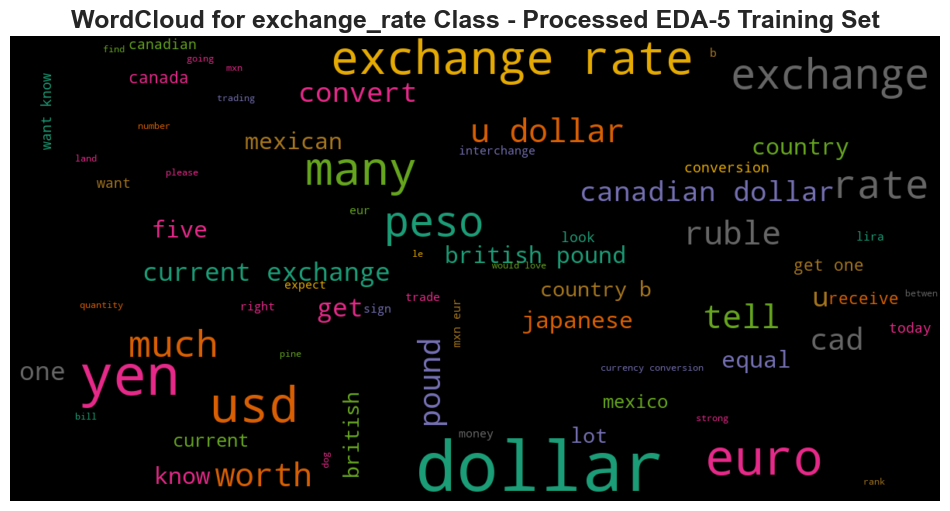 WordCloud for exchange_rate Class - Processed EDA-5 Training Set
find
canadian
going
mxn
canada
want know
trading
convert
exchange rate
b
exchange
number
mexican
u dollar
interchange
country
land
please
want
many
conversion
canadian dollar
rate
eur
peso
five
look
ruble
lira
le
british pound
would love
get one
current exchange
expect
country b
u
receive
betwen
quantity
right
get
sign
trade
mxn eur
japanese
tell
cad
today
much
one
yen
pine
pound
equal
currency conversion
usd
british
mexico
bill
strong
current
money
lot
know
worth
dog
dollar
euro
rank